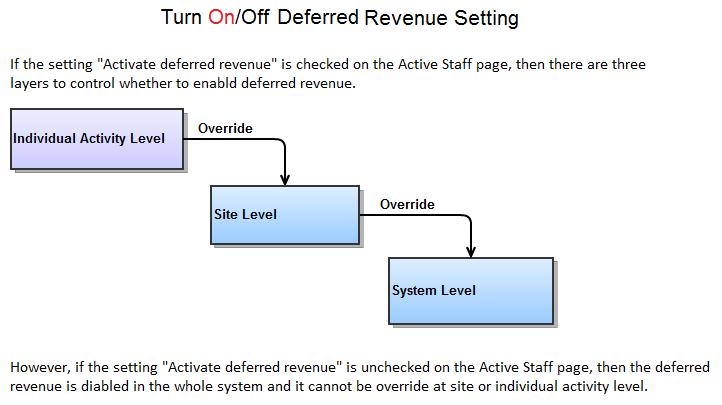 Turn On/Off Deferred Revenue Setting
If the setting "Activate deferred revenue" is checked on the Active Staff page, then there are three
layers to control whether to enabld deferred revenue.
Individual Activity Level
Override
Site Level
Override
System Level
However, if the setting "Activate deferred revenue" is unchecked on the Active Staff page, then the deferred
revenue is diabled in the whole system and it cannot be override at site or individual activity level.